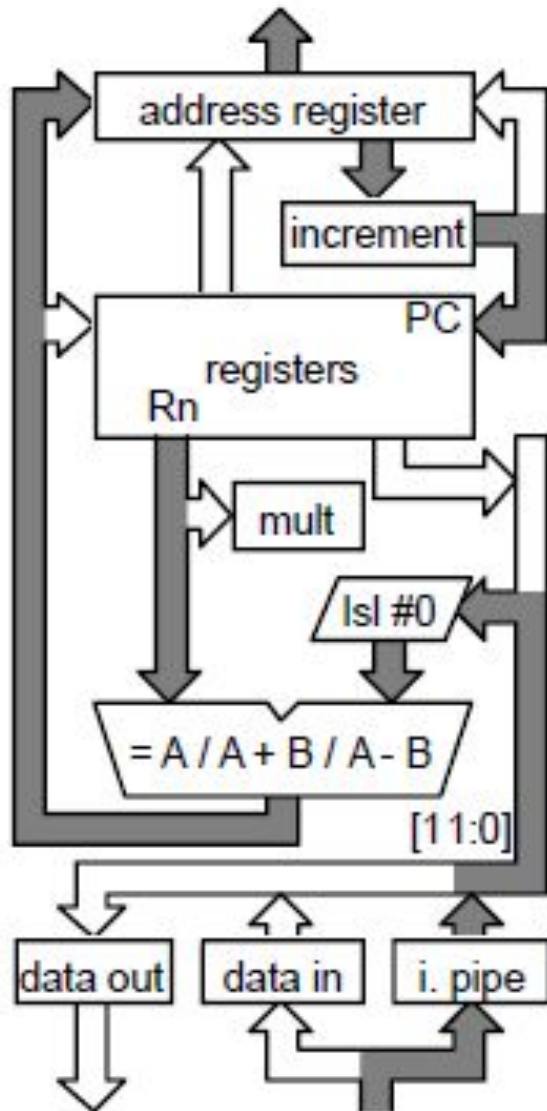 address register
increment
PC
registers
Rn
mult
lsl #0
= A / A + B / A - B
[11:0]
data out
data in
i. pipe